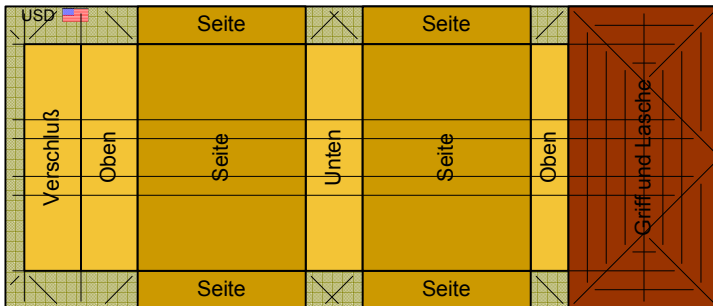 USD
Seite
Seite
Verschluß
Oben
Seite
Unten
Seite
Oben
Griff und Lasche
Seite
Seite